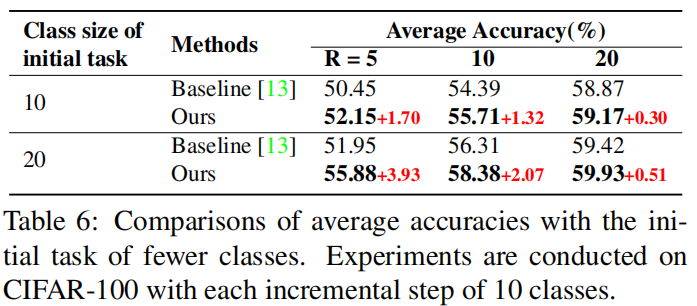 Class size of initial task Methods Average Accuracy(%)
R = 5 10 20
10 Baseline [13] 50.45 54.39 58.87
Ours 52.15+1.70 55.71+1.32 59.17+0.30
20 Baseline [13] 51.95 56.31 59.42
Ours 55.88+3.93 58.38+2.07 59.93+0.51
Table 6: Comparisons of average accuracies with the ini-
tial task of fewer classes. Experiments are conducted on
CIFAR-100 with each incremental step of 10 classes.